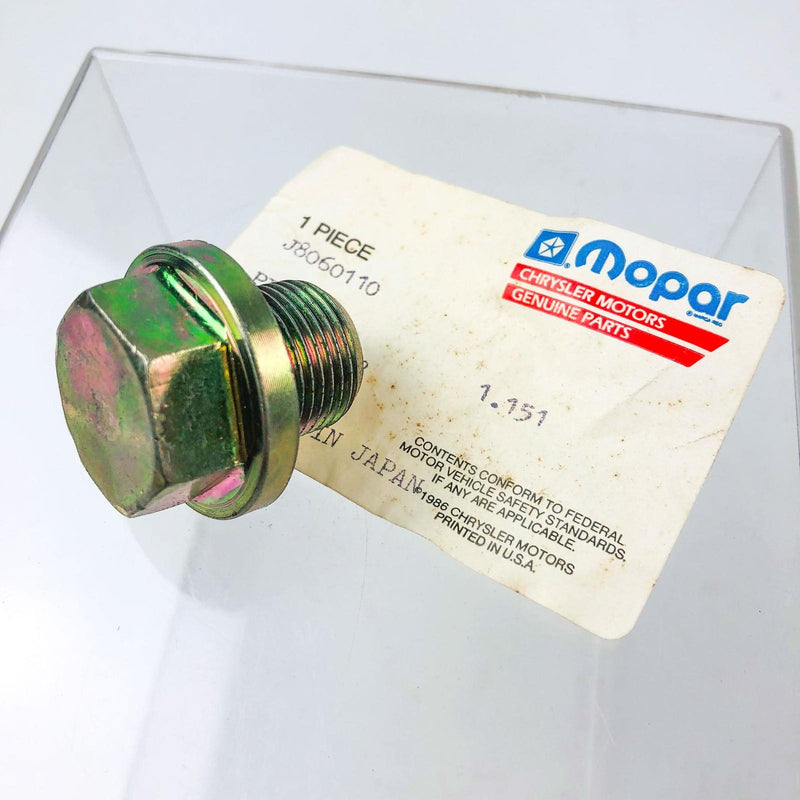 1 PIECE
J8060110
Mopar
CHRYSLER MOTORS
GENUINE PARTS
1.151
IN JAPAN
CONTENTS CONFORM TO FEDERAL
MOTOR VEHICLE SAFETY STANDARDS.
IF ANY ARE APPLICABLE.
©1986 CHRYSLER MOTORS
PRINTED IN U.S.A.